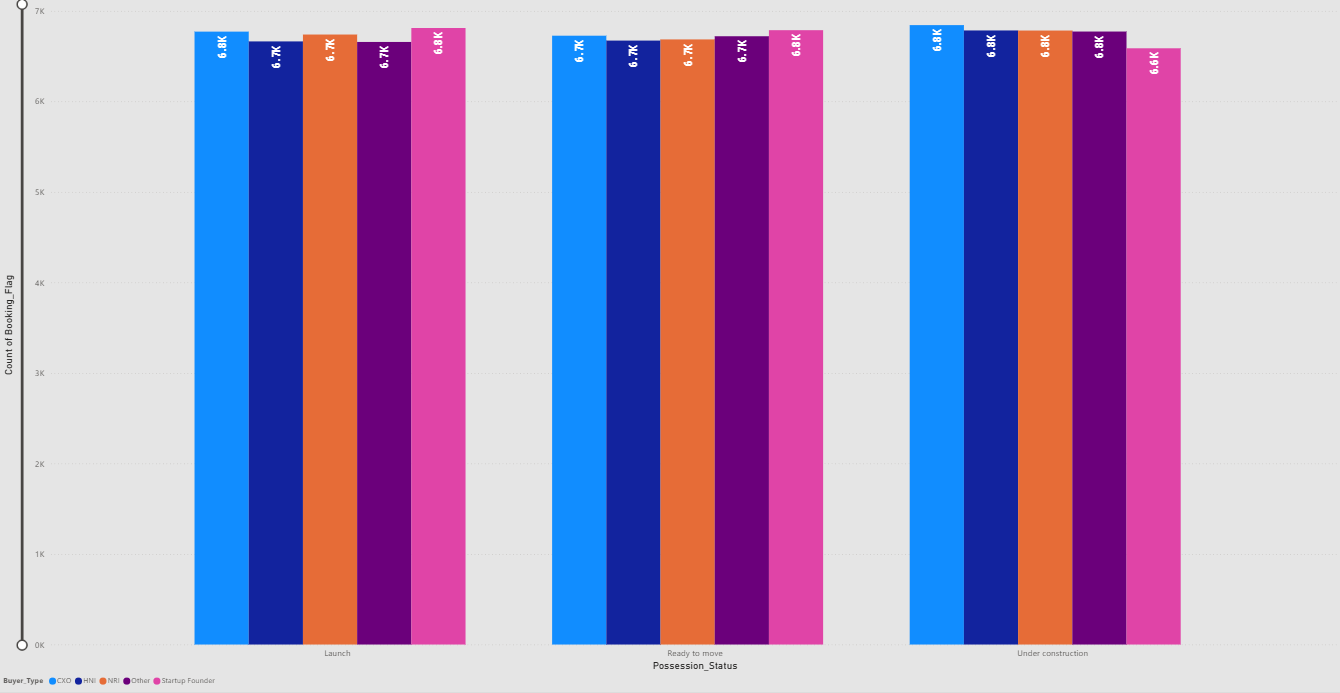 7K
6K
5K
4K
3K
2K
1K
0K
Count of Booking_Flag
6.8K 6.7K 6.7K 6.7K 6.8K
6.7K 6.7K 6.7K 6.7K 6.8K
6.8K 6.8K 6.8K 6.8K 6.6K
Launch Ready to move Under construction
Possession_Status
Buyer_Type CXO HNI NRI Other Startup Founder